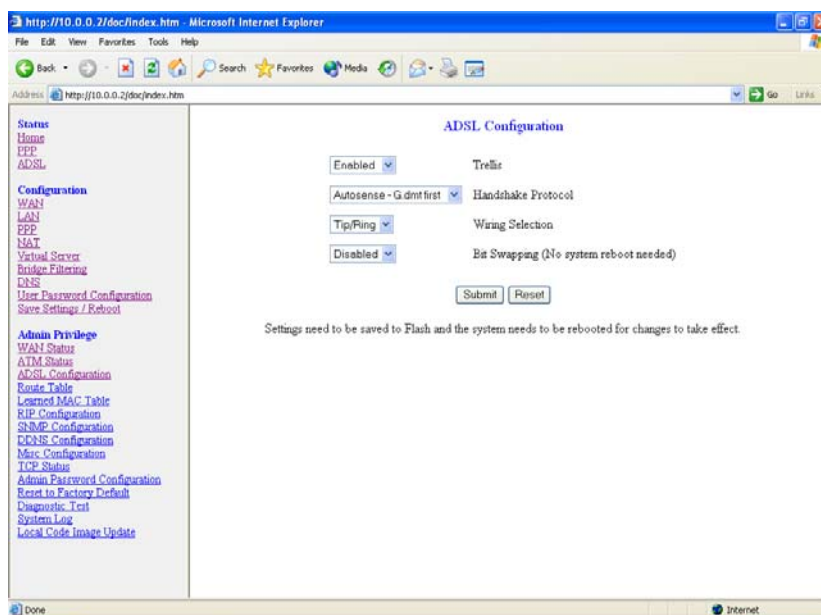 http://10.0.0.2/doc/index.htm - Microsoft Internet Explorer
File Edit View Favorites Tools Help
Back Search Favorites Media
Address http://10.0.0.2/doc/index.htm Go Links
Status
Home
PPP
ADSL
Configuration
WAN
LAN
PPP
NAT
Virtual Server
Bridge Filtering
DNS
User Password Configuration
Save Settings / Reboot
Admin Privilege
WAN Status
ATM Status
ADSL Configuration
Route Table
Learned MAC Table
RIP Configuration
SNMP Configuration
DDNS Configuration
Misc Configuration
TCP Status
Admin Password Configuration
Reset to Factory Default
Diagnostic Test
System Log
Local Code Image Update
ADSL Configuration
Enabled Trellis
Autosense - G.dmt first Handshake Protocol
Tip/Ring Wiring Selection
Disabled Bit Swapping (No system reboot needed)
Submit Reset
Settings need to be saved to Flash and the system needs to be rebooted for changes to take effect.
Done Internet